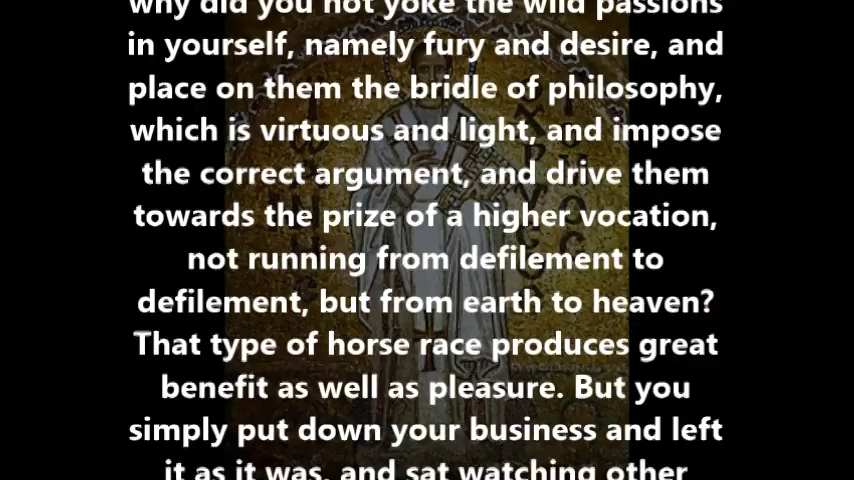 why did you not yoke the wild passions
in yourself, namely fury and desire, and
place on them the bridle of philosophy,
which is virtuous and light, and impose
the correct argument, and drive them
towards the prize of a higher vocation,
not running from defilement to
defilement, but from earth to heaven?
That type of horse race produces great
benefit as well as pleasure. But you
simply put down your business and left
it as it was, and sat watching other